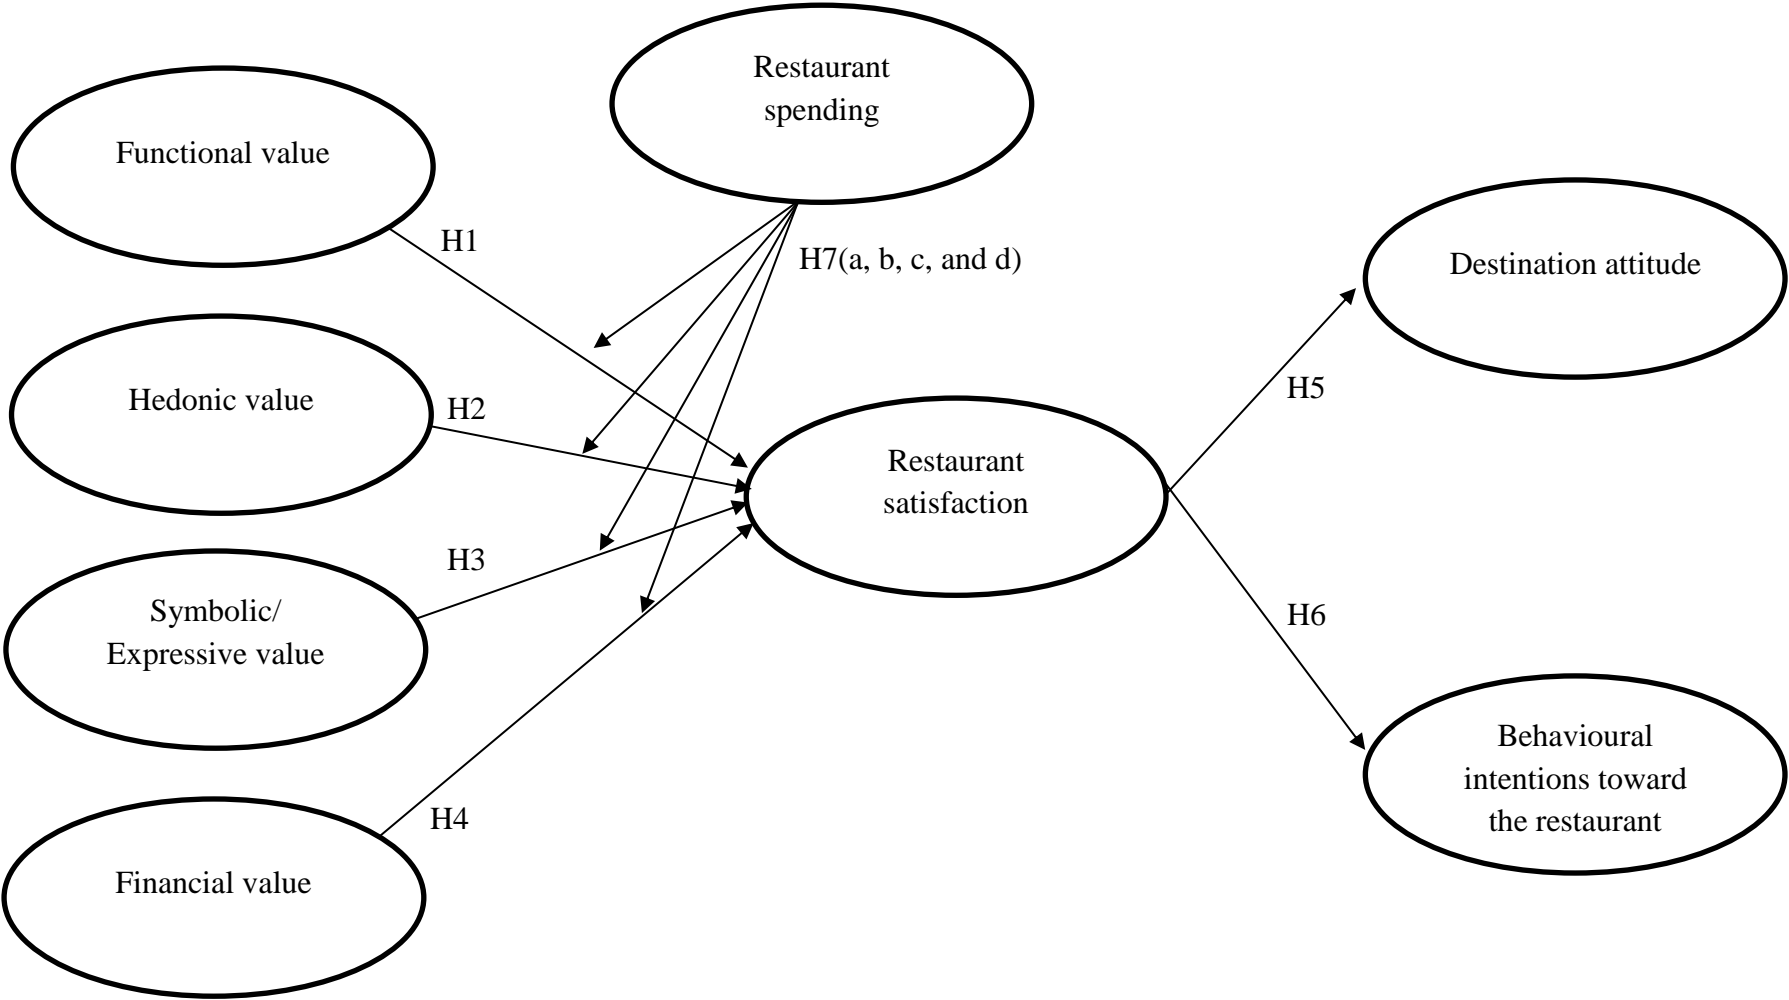 Restaurant
spending
Functional value
H1
H7(a, b, c, and d)
Destination attitude
Hedonic value
H2
H5
Restaurant
satisfaction
H3
Symbolic/
Expressive value
H6
Behavioural
intentions toward
the restaurant
H4
Financial value